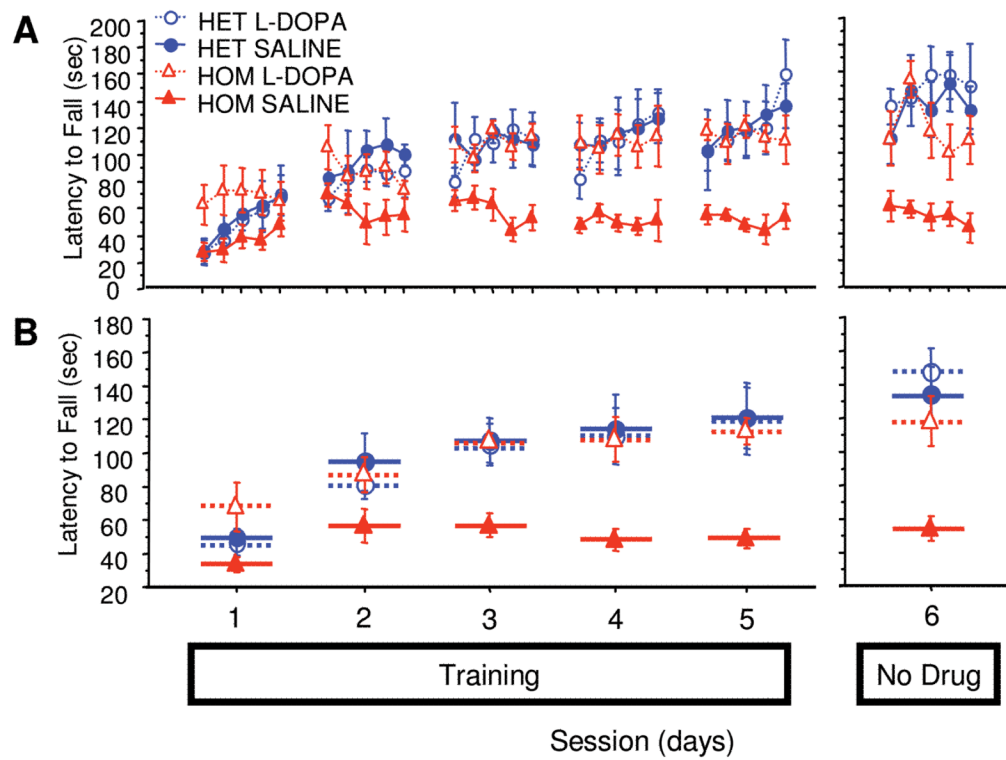 A
HET L-DOPA
HET SALINE
HOM L-DOPA
HOM SALINE
Latency to Fall (sec)
200
180
160
140
120
100
80
60
40
20
0
B
Latency to Fall (sec)
180
160
140
120
100
80
60
40
20
1 2 3 4 5 6
Training No Drug
Session (days)